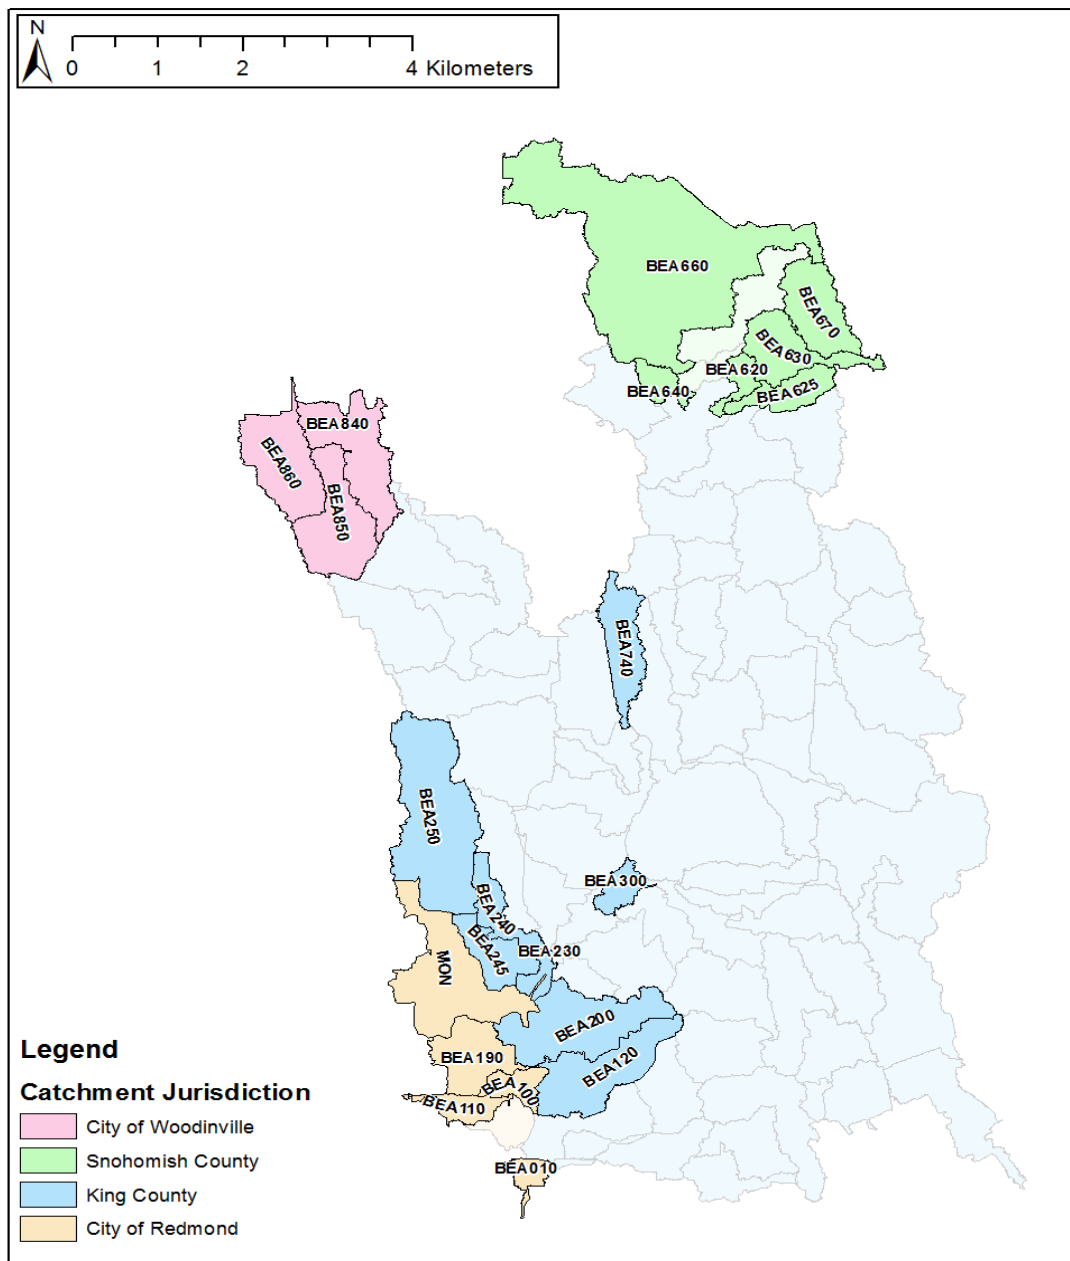 N
0 1 2 4 Kilometers
BEA660
BEA670
BEA630
BEA620
BEA640
BEA625
BEA840
BEA860
BEA850
BEA740
BEA250
BEA300
BEA240
BEA245
BEA230
MON
BEA200
BEA190
BEA120
BEA100
BEA110
BEA010
Legend
Catchment Jurisdiction
City of Woodinville
Snohomish County
King County
City of Redmond